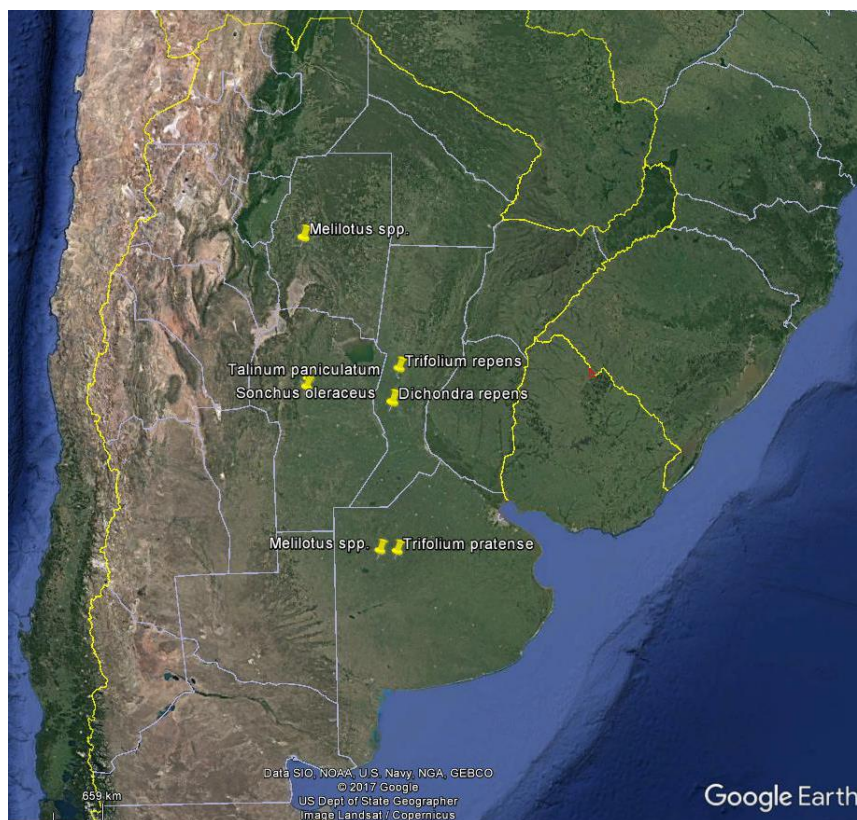 Melilotus spp.
Trifolium repens
Talinum paniculatum
Sonchus oleraceus
Dichondra repens
Melilotus spp.
Trifolium pratense
Data SIO, NOAA, U.S. Navy, NGA, GEBCO
© 2017 Google
US Dept of State Geographer
Image Landsat / Copernicus
659 km
Google Earth